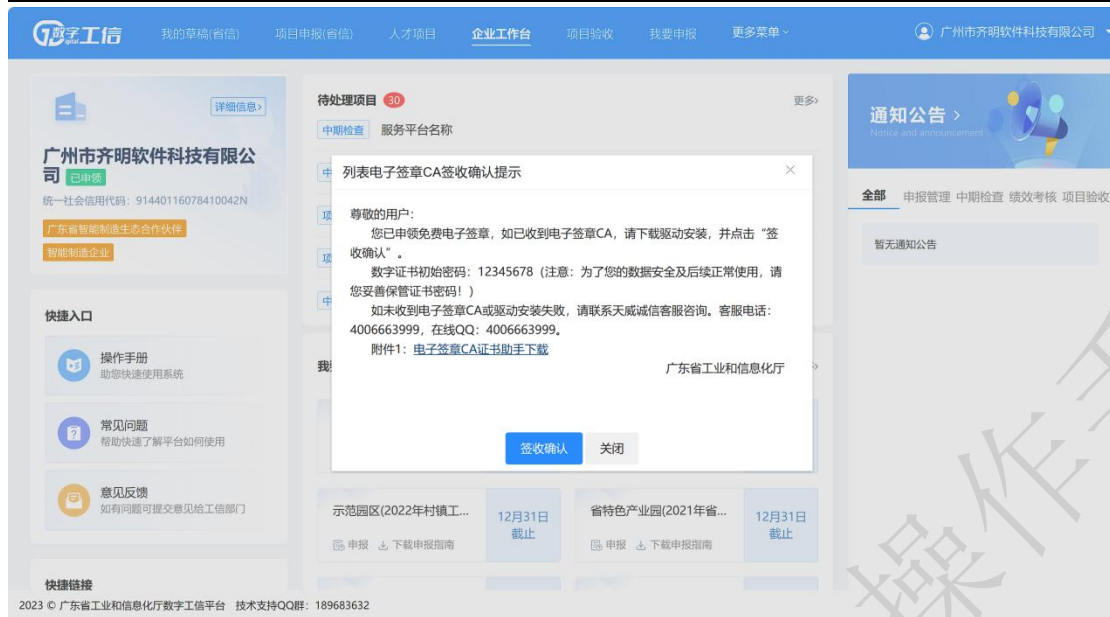 数字工信
我的草稿(省信)
项目申报(省信)
人才项目
企业工作台
项目验收
我要申报
更多菜单
广州市齐明软件科技有限公司
详细信息>
广州市齐明软件科技有限公
司 已申领
统一社会信用代码：91440116078410042N
广东省智能制造生态合作伙伴
智能制造企业
快捷入口
操作手册
助您快速使用系统
常见问题
帮助快速了解平台如何使用
意见反馈
如有问题可提交意见给工信部门
快捷链接
待处理项目 30
更多>
中期检查 服务平台名称
列表电子签章CA签收确认提示
尊敬的用户：
您已申领免费电子签章，如已收到电子签章CA，请下载驱动安装，并点击“签
收确认”。
数字证书初始密码：12345678（注意：为了您的数据安全及后续正常使用，请
您妥善保管证书密码！）
如未收到电子签章CA或驱动安装失败，请联系天威诚信客服咨询。客服电话：
4006663999，在线QQ：4006663999。
附件1：电子签章CA证书助手下载
广东省工业和信息化厅
签收确认
关闭
示范园区(2022年村镇工...
申报 下载申报指南
12月31日
截止
省特色产业园(2021年省...
申报 下载申报指南
12月31日
截止
通知公告 >
Notice and announcement
全部 申报管理 中期检查 绩效考核 项目验收
暂无通知公告
2023 © 广东省工业和信息化厅数字工信平台 技术支持QQ群：189683632
操作